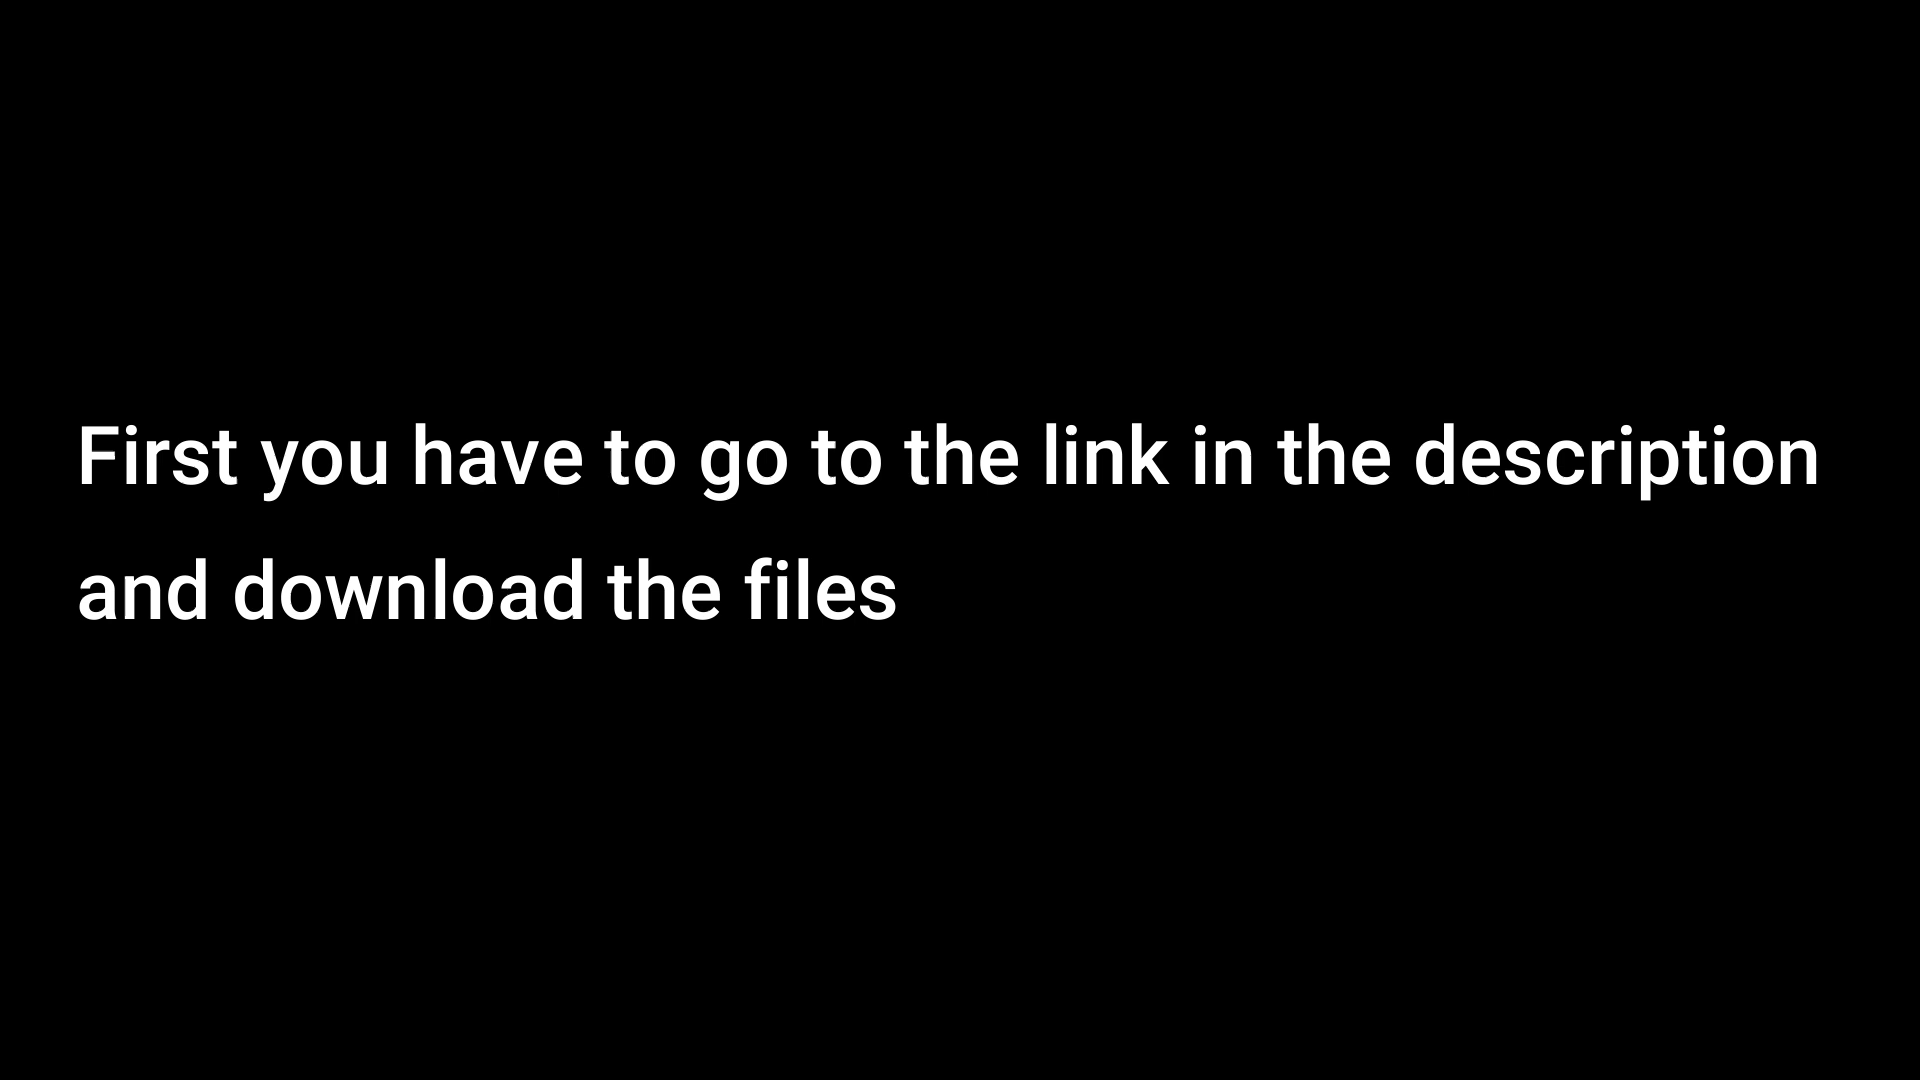 First you have to go to the link in the description
and download the files